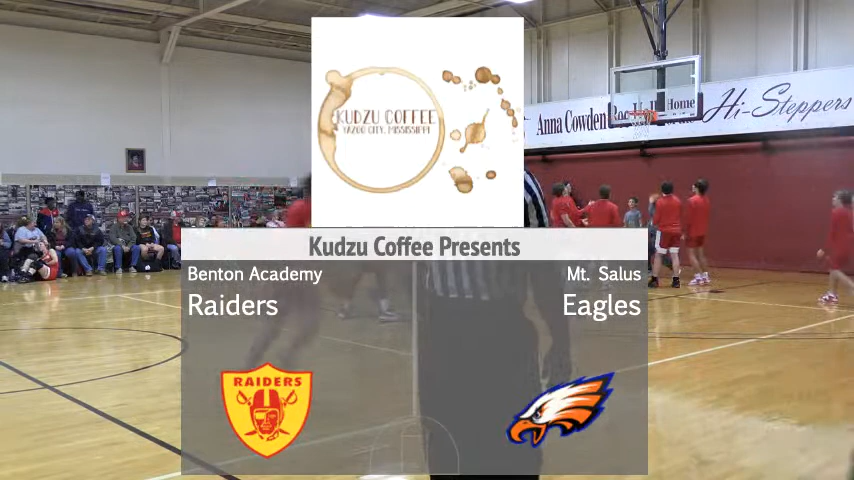 KUDZU COFFEE
YAZOO CITY, MISSISSIPPI
Anna Cowden
Home
Hi-Steppers
Kudzu Coffee Presents
Benton Academy
Mt. Salus
Raiders
Eagles
RAIDERS